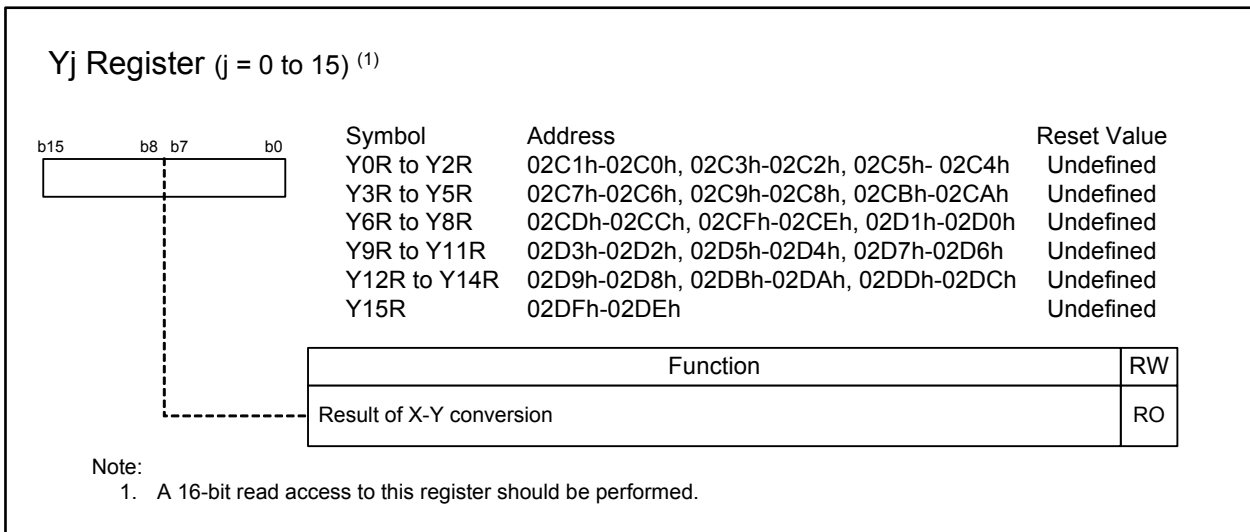 Yj Register (j = 0 to 15) (1)
b15 b8 b7 b0
Symbol Address Reset Value
Y0R to Y2R 02C1h-02C0h, 02C3h-02C2h, 02C5h- 02C4h Undefined
Y3R to Y5R 02C7h-02C6h, 02C9h-02C8h, 02CBh-02CAh Undefined
Y6R to Y8R 02CDh-02CCh, 02CFh-02CEh, 02D1h-02D0h Undefined
Y9R to Y11R 02D3h-02D2h, 02D5h-02D4h, 02D7h-02D6h Undefined
Y12R to Y14R 02D9h-02D8h, 02DBh-02DAh, 02DDh-02DCh Undefined
Y15R 02DFh-02DEh Undefined
Function RW
Result of X-Y conversion RO
Note:
1. A 16-bit read access to this register should be performed.